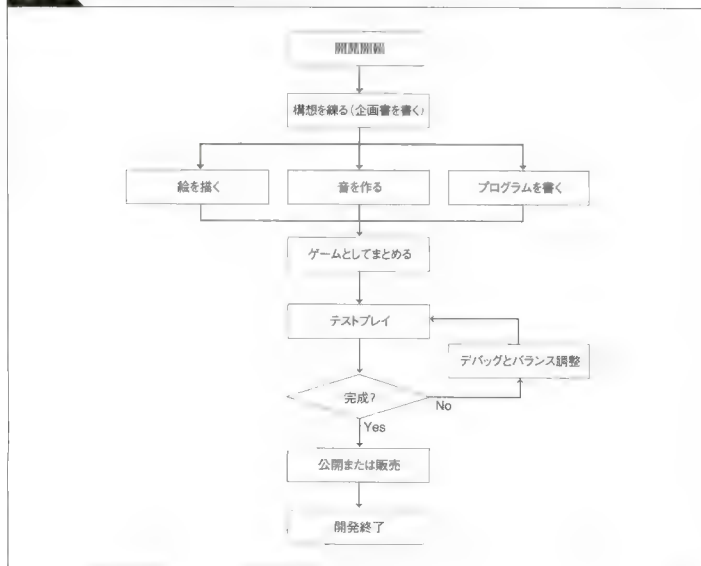 構想を練る(企画書を書く)
絵を描く
音を作る
プログラムを書く
ゲームとしてまとめる
テストプレイ
デバッグとバランス調整
完成?
No
Yes
公開または販売
開発終了